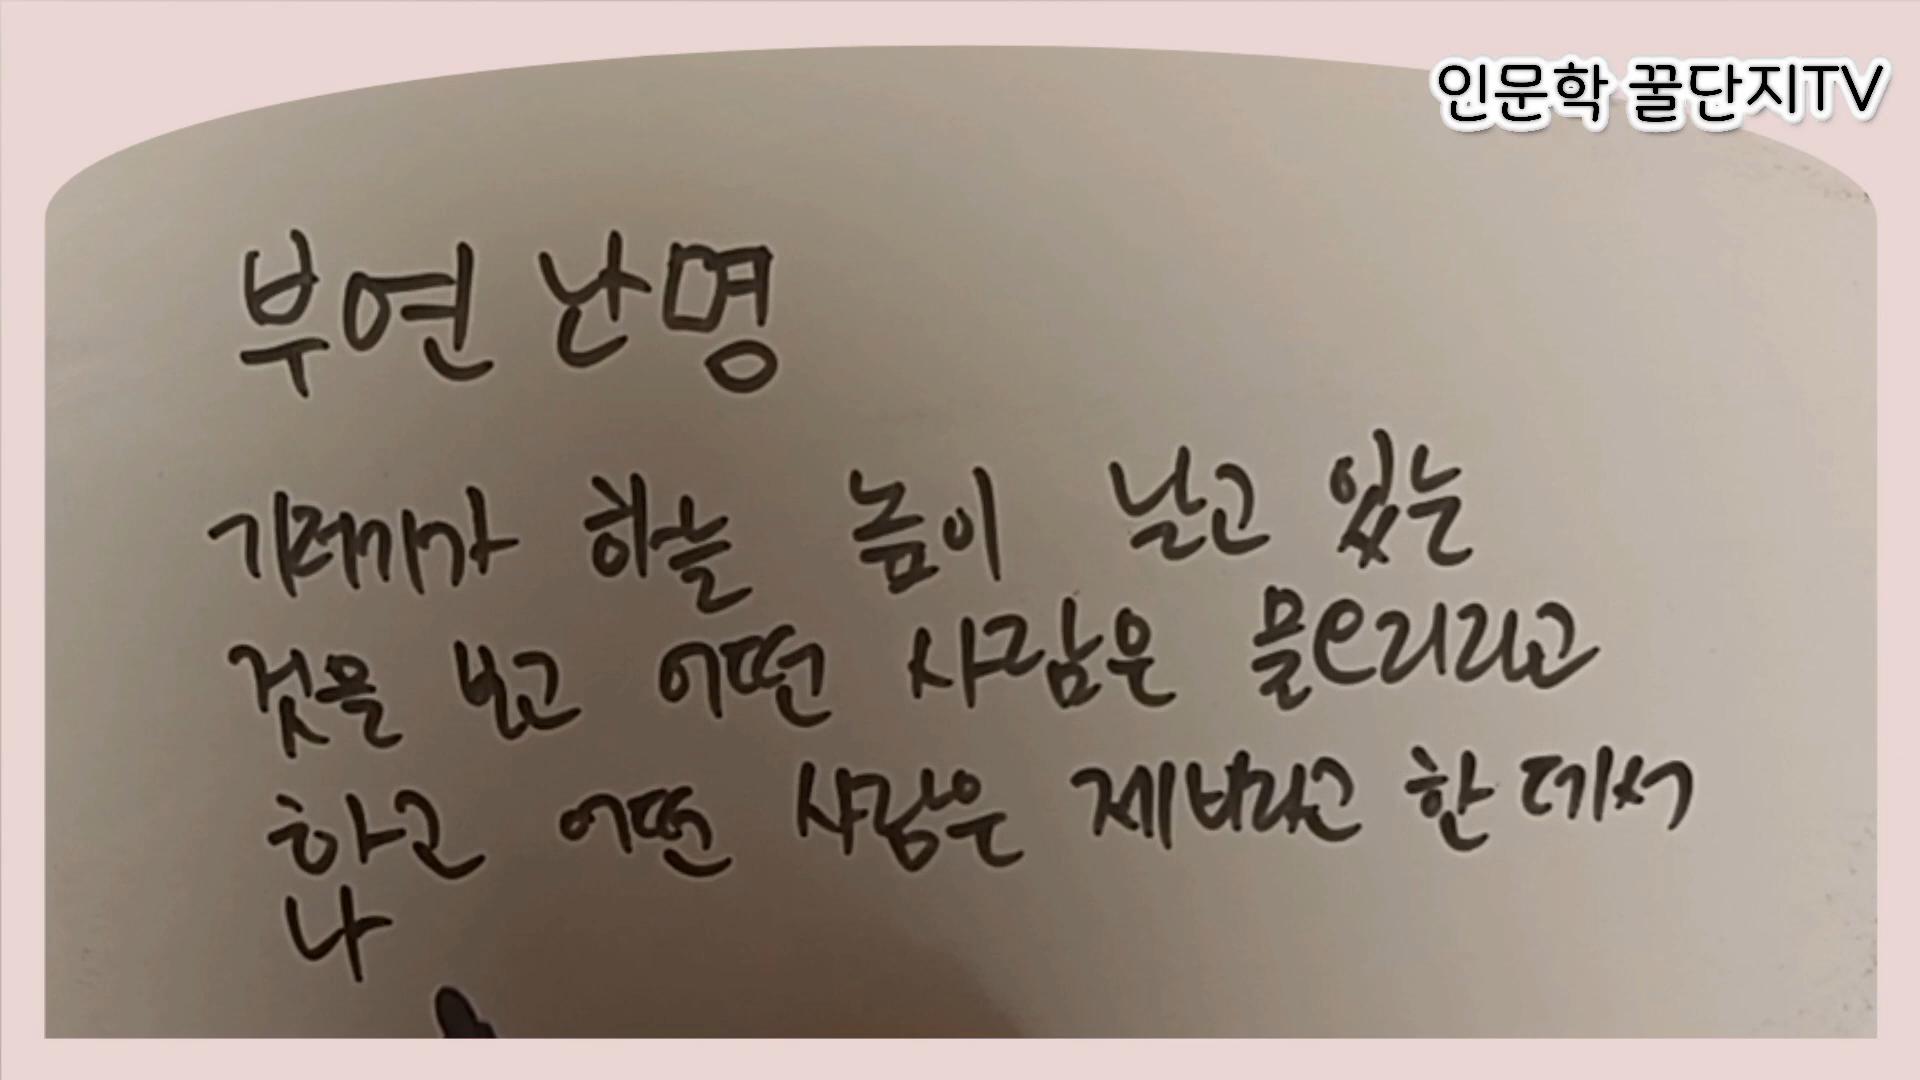 인문학 꿀단지TV
부연 난명
기러기가 하늘 높이 날고 있는
것을 보고 어떤 사람은 물오리라고
하고 어떤 사람은 제비라고 한 데서
나